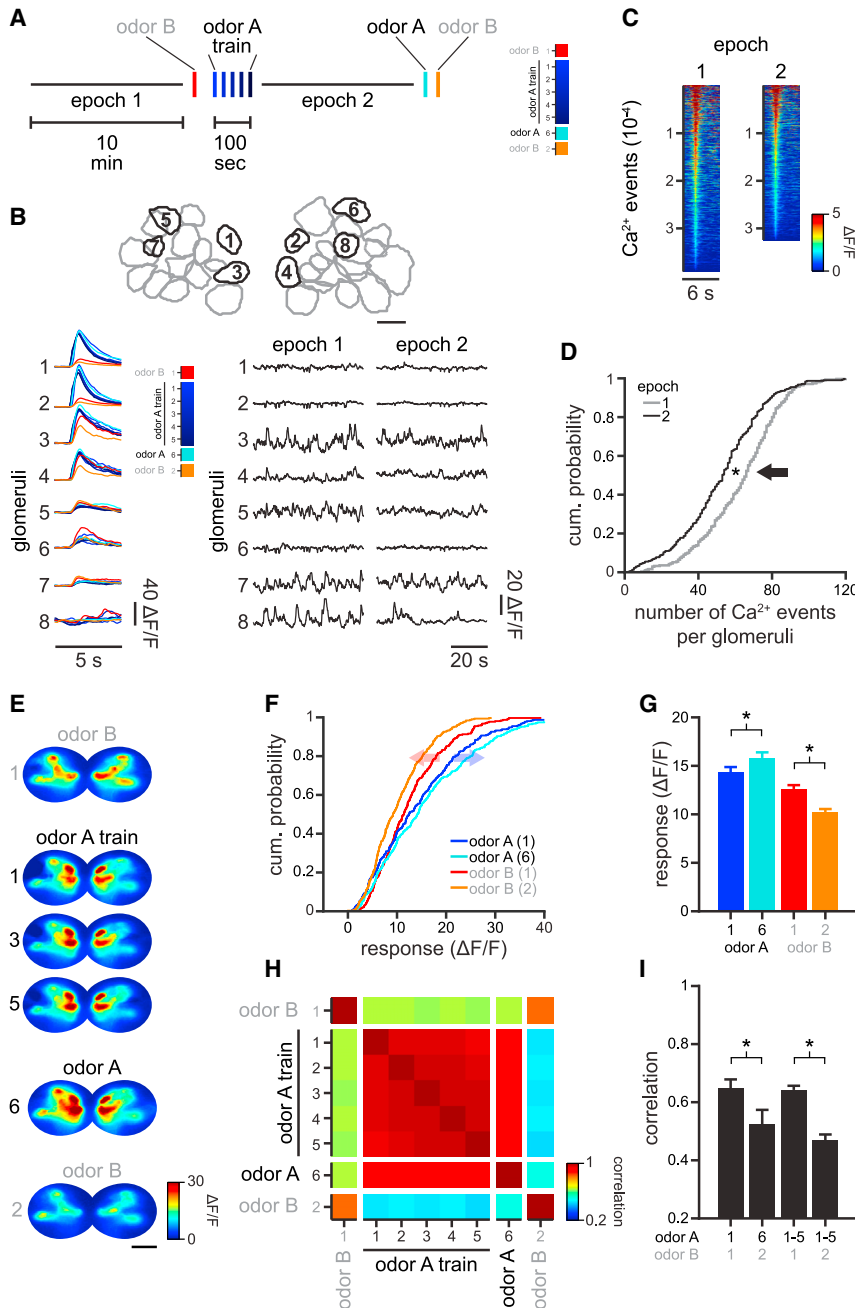 A
odor B
odor A
train
odor A
odor B
epoch 1
epoch 2
10
min
100
sec
odor B 1
odor A train
1
2
3
4
5
odor A 6
odor B 2
B
5
7
1
3
6
2
8
4
glomeruli
1
2
3
4
5
6
7
8
5 s
40 ΔF/F
odor B 1
odor A train
1
2
3
4
5
odor A 6
odor B 2
epoch 1
epoch 2
glomeruli
1
2
3
4
5
6
7
8
20 ΔF/F
20 s
C
epoch
1
2
Ca²⁺ events (10⁻⁴)
1
2
3
1
2
3
6 s
5
0
ΔF/F
D
epoch
1
2
cum. probability
1
0.8
0.6
0.4
0.2
0
*
0
40
60
80
120
number of Ca²⁺ events
per glomeruli
E
odor B
1
odor A train
1
3
5
odor A
6
odor B
2
30
0
ΔF/F
F
cum. probability
1
0.8
0.6
0.4
0.2
0
odor A (1)
odor A (6)
odor B (1)
odor B (2)
0
10
20
30
40
response (ΔF/F)
G
response (ΔF/F)
20
15
10
5
0
*
*
1 6 1 2
odor A odor B
H
odor B 1
odor A train
1
2
3
4
5
odor A 6
odor B 2
1
0.2
correlation
1 1 2 3 4 5 6 2
odor B
odor A train
odor A
odor B
I
correlation
1
0.8
0.6
0.4
0.2
*
*
odor A 1 6 1-5 1-5
odor B 1 2 1 2